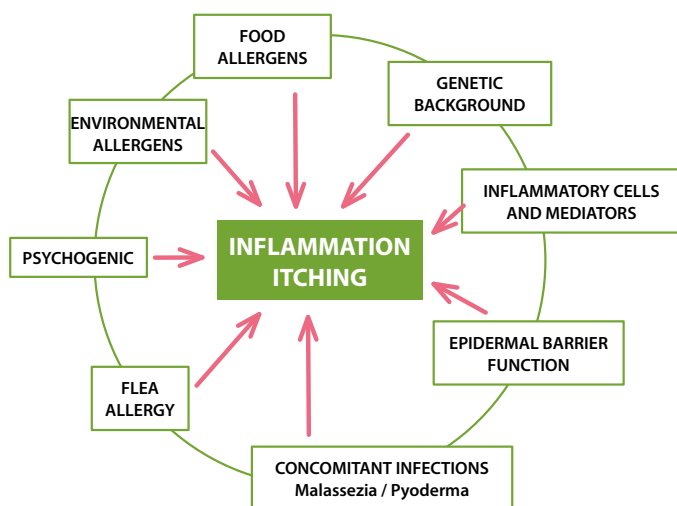 FOOD
ALLERGENS
GENETIC
BACKGROUND
ENVIRONMENTAL
ALLERGENS
INFLAMMATORY CELLS
AND MEDIATORS
INFLAMMATION
ITCHING
PSYCHOGENIC
EPIDERMAL BARRIER
FUNCTION
FLEA
ALLERGY
CONCOMITANT INFECTIONS
Malassezia / Pyoderma